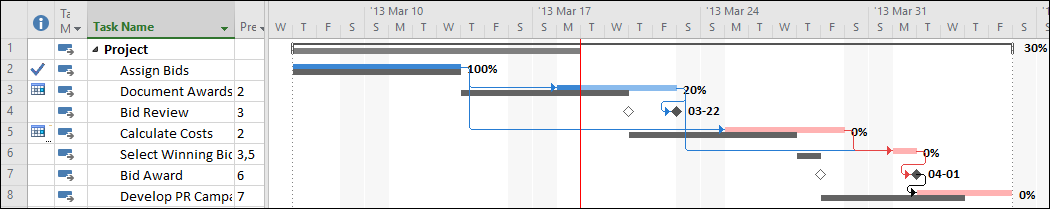 '13 Mar 10 '13 Mar 17 '13 Mar 24 '13 Mar 31
Ta M Task Name Pre W T F S S M T W T F S S M T W T F S S M T W T F S S M T W T F S S
1 Project 30%
2 Assign Bids 100%
3 Document Awards 2 20%
4 Bid Review 3 03-22
5 Calculate Costs 2 0%
6 Select Winning Bid 3,5 0%
7 Bid Award 6 04-01
8 Develop PR Campa 7 0%